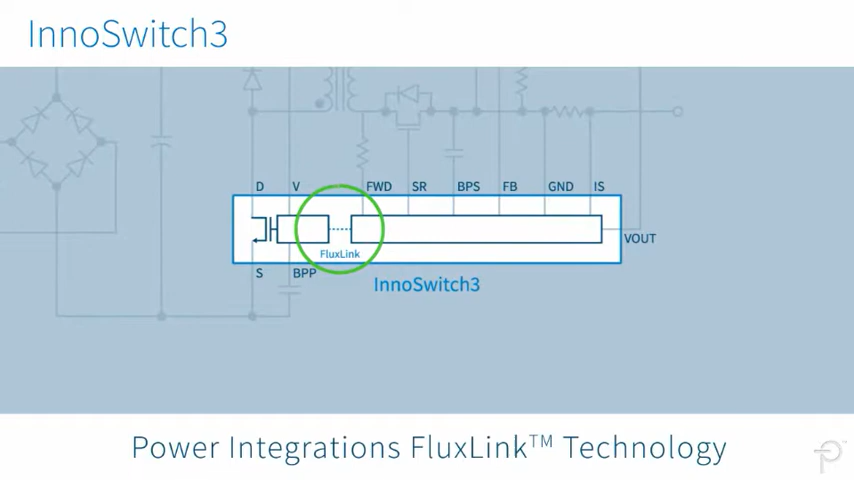 InnoSwitch3
D V FWD SR BPS FB GND IS
FluxLink
VOUT
S BPP
InnoSwitch3
Power Integrations FluxLink™ Technology